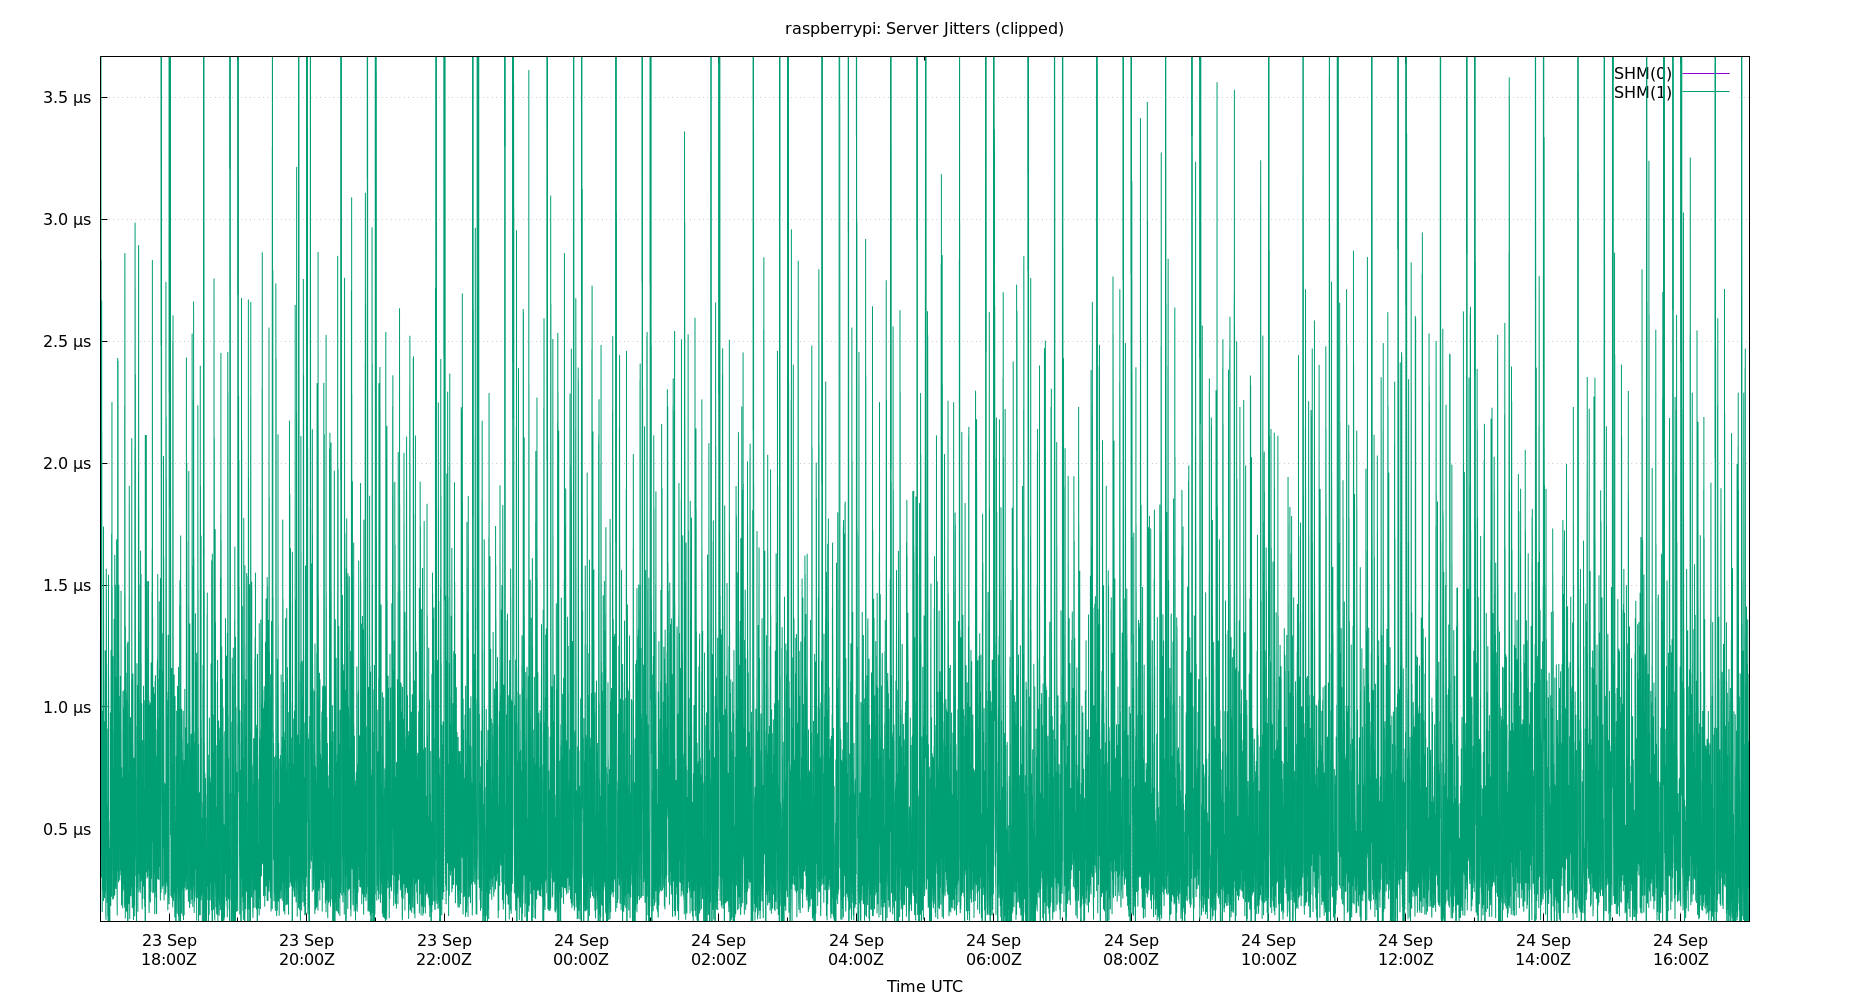 raspberrypi: Server Jitters (clipped)
SHM(0)
SHM(1)
3.5 µs
3.0 µs
2.5 µs
2.0 µs
1.5 µs
1.0 µs
0.5 µs
23 Sep 23 Sep 23 Sep 24 Sep 24 Sep 24 Sep 24 Sep 24 Sep 24 Sep 24 Sep 24 Sep 24 Sep
18:00Z 20:00Z 22:00Z 00:00Z 02:00Z 04:00Z 06:00Z 08:00Z 10:00Z 12:00Z 14:00Z 16:00Z
Time UTC